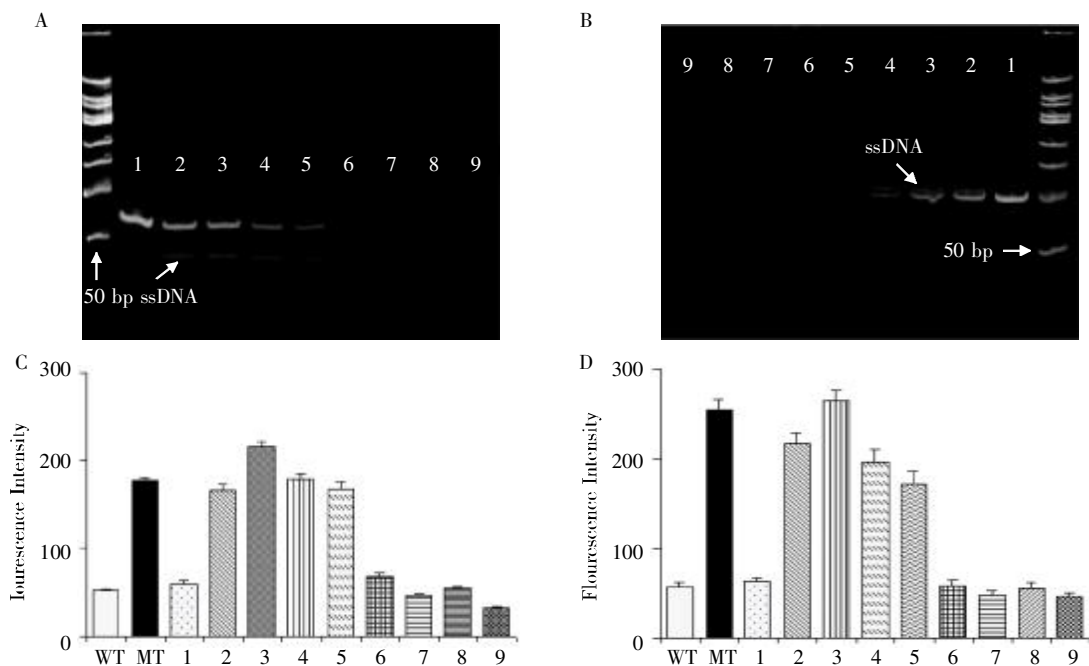 A
1 2 3 4 5 6 7 8 9
50 bp ssDNA
B
9 8 7 6 5 4 3 2 1
ssDNA
50 bp
C
300
200
100
0
Iourescence Intensity
WT MT 1 2 3 4 5 6 7 8 9
D
300
200
100
0
Flourescence Intensity
WT MT 1 2 3 4 5 6 7 8 9